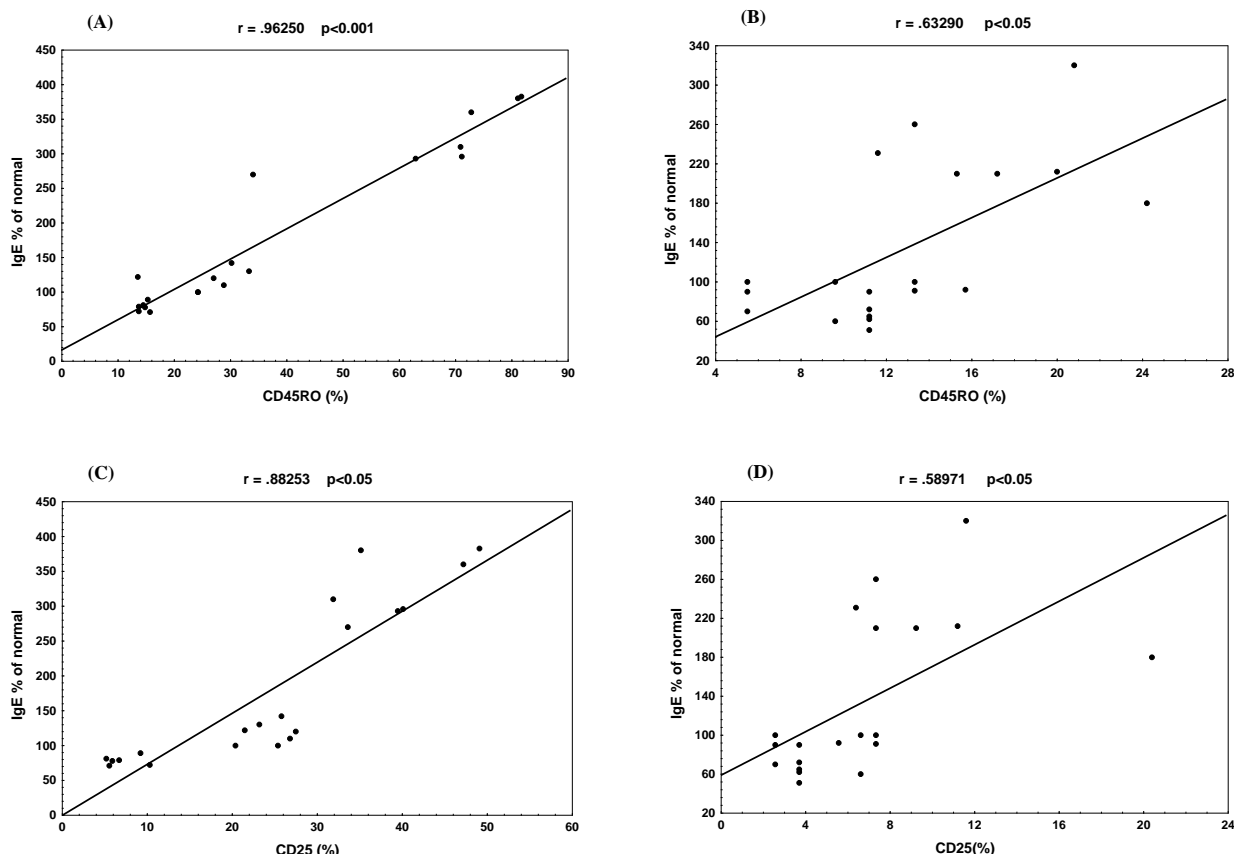 (A)
r = .96250 p<0.001
450
400
350
300
250
200
150
100
50
0
IgE % of normal
0 10 20 30 40 50 60 70 80 90
CD45RO (%)
(B)
r = .63290 p<0.05
340
300
260
220
180
140
100
60
20
IgE % of normal
4 8 12 16 20 24 28
CD45RO (%)
(C)
r = .88253 p<0.05
450
400
350
300
250
200
150
100
50
0
IgE % of normal
0 10 20 30 40 50 60
CD25 (%)
(D)
r = .58971 p<0.05
340
300
260
220
180
140
100
60
20
IgE % of normal
0 4 8 12 16 20 24
CD25(%)